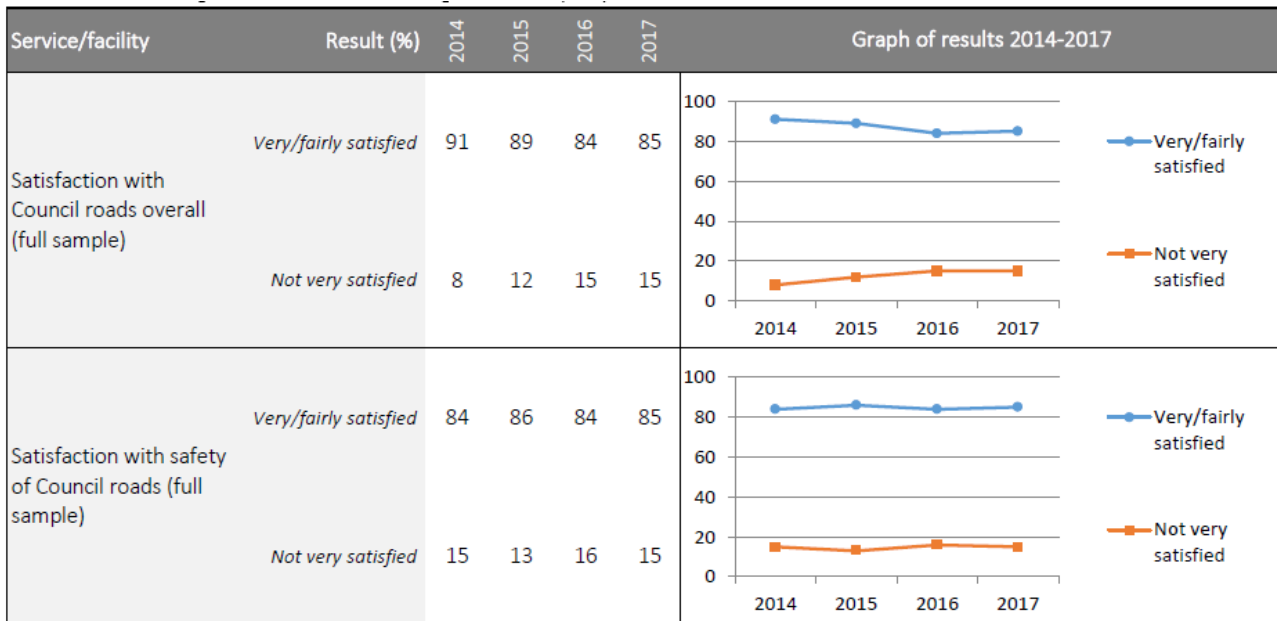 Service/facility Result (%) 2014 2015 2016 2017 Graph of results 2014-2017
Very/fairly satisfied 91 89 84 85
Satisfaction with
Council roads overall
(full sample)
Not very satisfied 8 12 15 15
100
80
60
40
20
0
2014 2015 2016 2017
Very/fairly
satisfied
Not very
satisfied
Very/fairly satisfied 84 86 84 85
Satisfaction with safety
of Council roads (full
sample)
Not very satisfied 15 13 16 15
100
80
60
40
20
0
2014 2015 2016 2017
Very/fairly
satisfied
Not very
satisfied